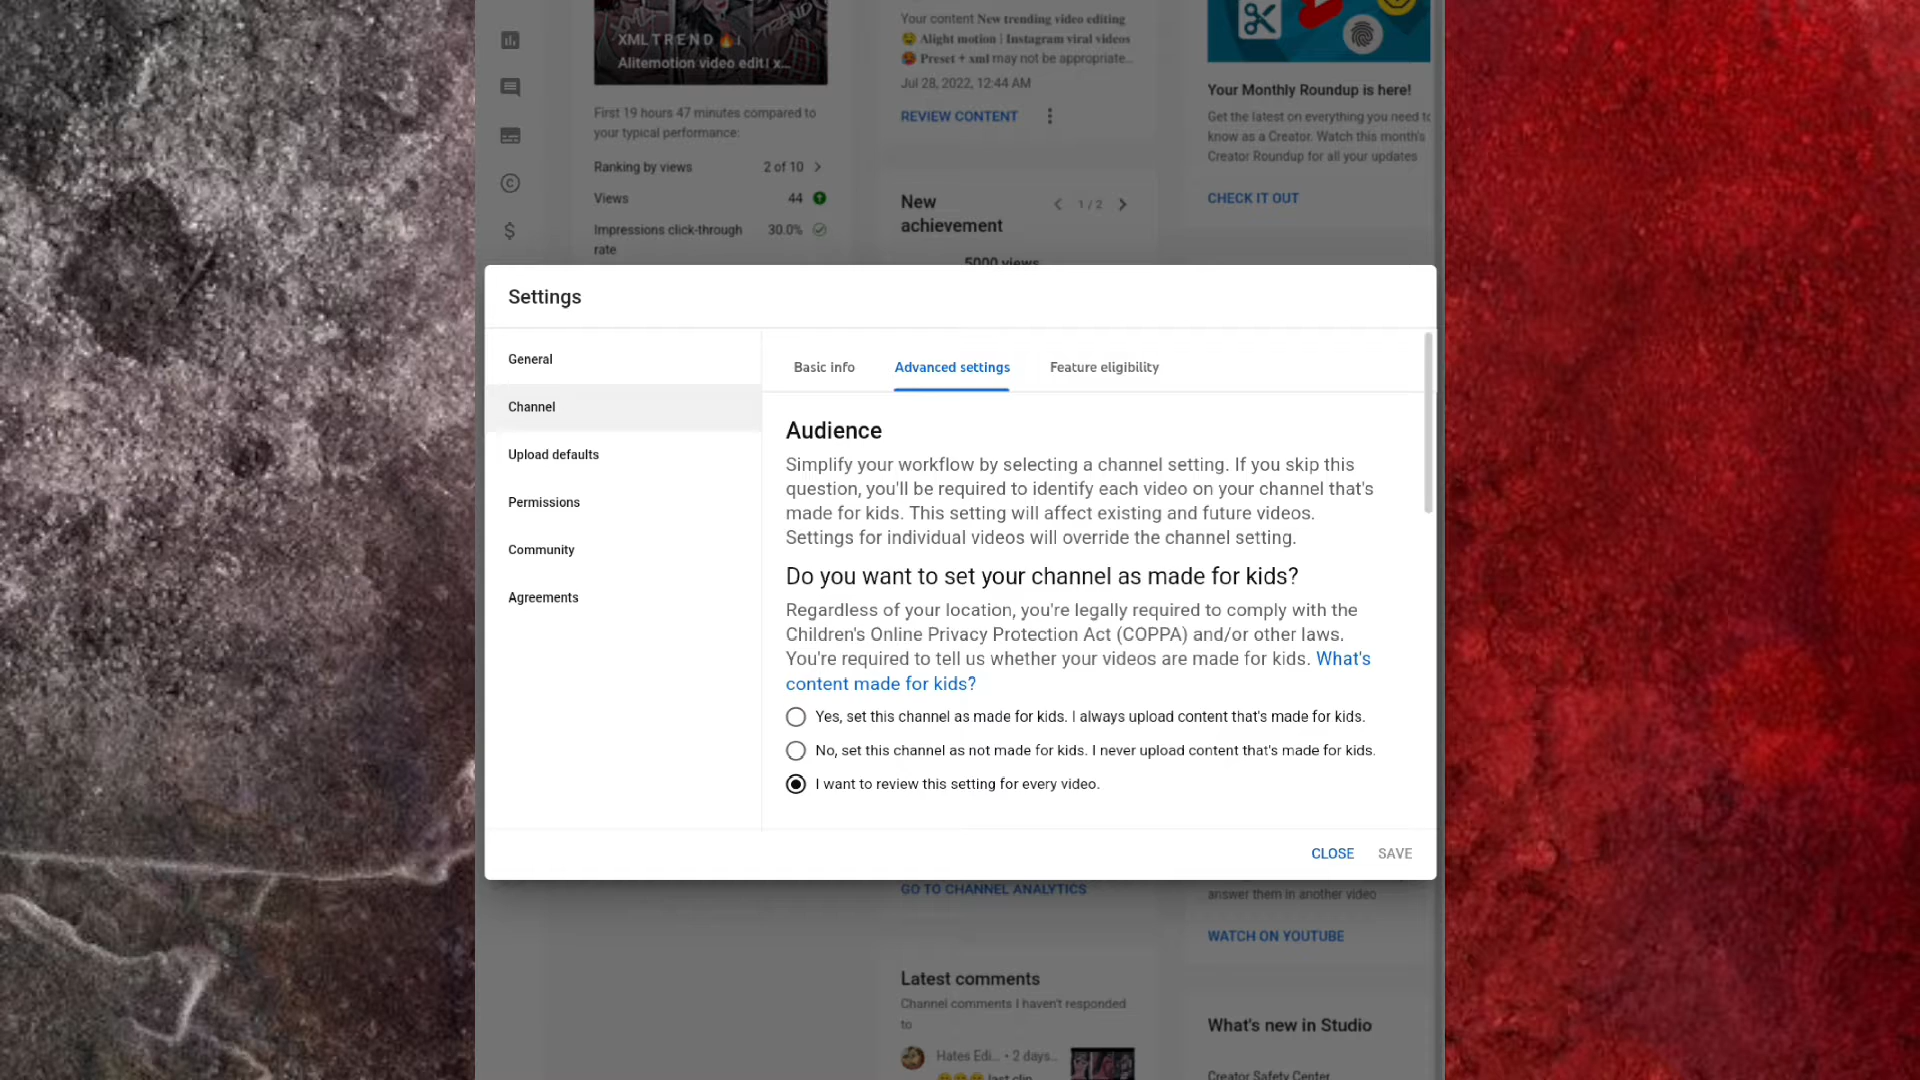 XML T R E N D 🔥 |
Alitemotion video edit| x...
First 19 hours 47 minutes compared to
your typical performance:
Ranking by views 2 of 10
Views 44
Impressions click-through 30.0%
rate
Your content New trending video editing
🤤 Alight motion | Instagram viral videos
🥵 Preset + xml may not be appropriate...
Jul 28, 2022, 12:44 AM
REVIEW CONTENT
New
achievement
1 / 2
5000 views
Your Monthly Roundup is here!
Get the latest on everything you need to
know as a Creator. Watch this month's
Creator Roundup for all your updates
CHECK IT OUT
Settings
General
Channel
Upload defaults
Permissions
Community
Agreements
Basic info Advanced settings Feature eligibility
Audience
Simplify your workflow by selecting a channel setting. If you skip this
question, you'll be required to identify each video on your channel that's
made for kids. This setting will affect existing and future videos.
Settings for individual videos will override the channel setting.
Do you want to set your channel as made for kids?
Regardless of your location, you're legally required to comply with the
Children's Online Privacy Protection Act (COPPA) and/or other laws.
You're required to tell us whether your videos are made for kids. What's
content made for kids?
Yes, set this channel as made for kids. I always upload content that's made for kids.
No, set this channel as not made for kids. I never upload content that's made for kids.
I want to review this setting for every video.
CLOSE SAVE
GO TO CHANNEL ANALYTICS
Latest comments
Channel comments I haven't responded
to
Hates Edi... • 2 days...
last clip
answer them in another video
WATCH ON YOUTUBE
What's new in Studio
Creator Safety Center